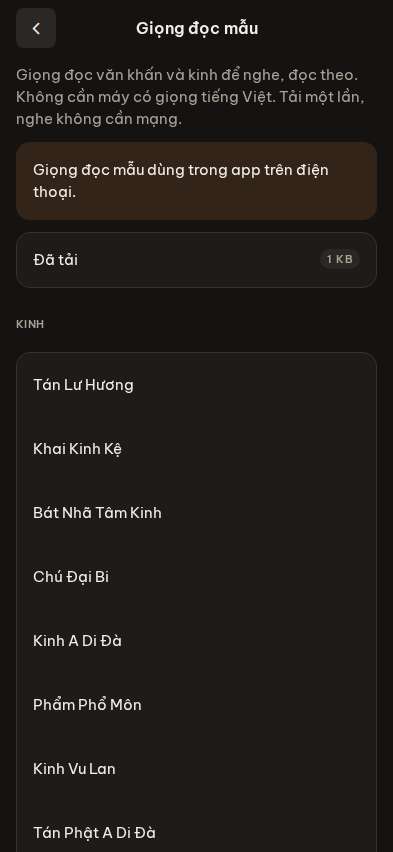 Giọng đọc mẫu
Giọng đọc văn khấn và kinh để nghe, đọc theo.
Không cần máy có giọng tiếng Việt. Tải một lần,
nghe không cần mạng.
Giọng đọc mẫu dùng trong app trên điện
thoại.
Đã tải
1 KB
KINH
Tán Lư Hương
Khai Kinh Kệ
Bát Nhã Tâm Kinh
Chú Đại Bi
Kinh A Di Đà
Phẩm Phổ Môn
Kinh Vu Lan
Tán Phật A Di Đà